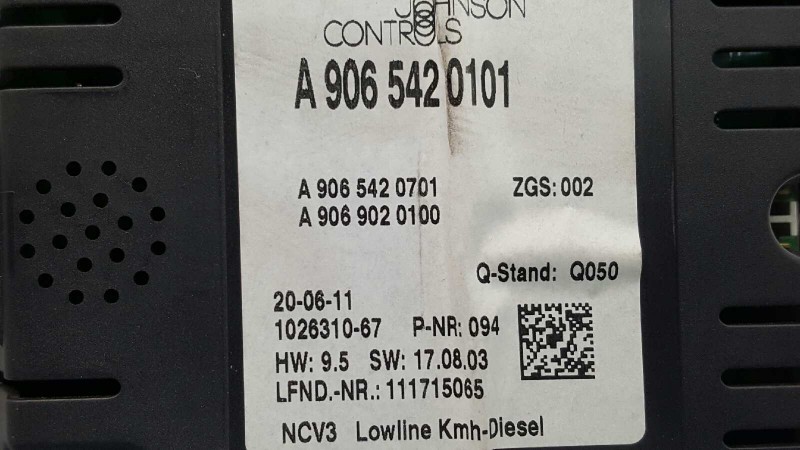 JOHNSON
CONTROLS
A 906 542 0101
A 906 542 0701 ZGS: 002
A 906 902 0100
Q-Stand: Q050
20-06-11
1026310-67 P-NR: 094
HW: 9.5 SW: 17.08.03
LFND.-NR.: 111715065
NCV3 Lowline Kmh-Diesel